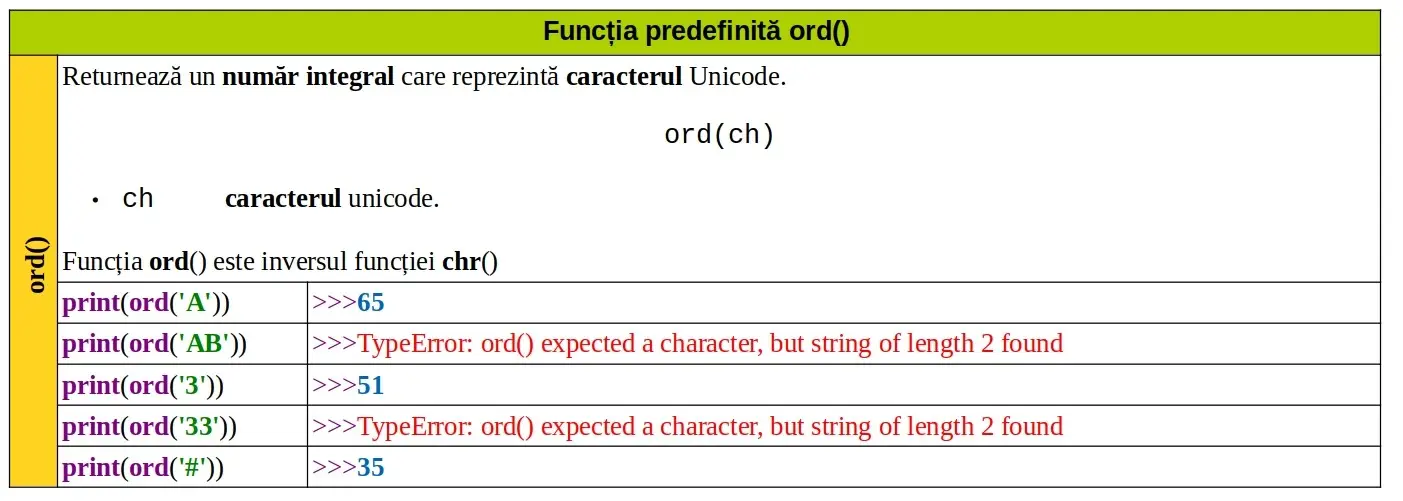 Funcția predefinită ord()
ord()
Returnează un număr integral care reprezintă caracterul Unicode.
ord(ch)
• ch caracterul unicode.
Funcția ord() este inversul funcției chr()
print(ord('A')) >>>65
print(ord('AB')) >>>TypeError: ord() expected a character, but string of length 2 found
print(ord('3')) >>>51
print(ord('33')) >>>TypeError: ord() expected a character, but string of length 2 found
print(ord('#')) >>>35